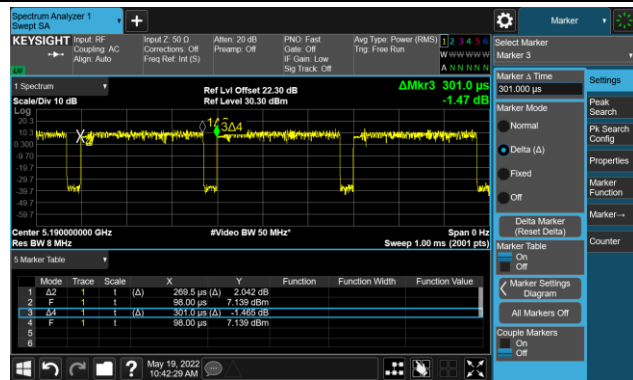 Spectrum Analyzer 1
Swept SA
Marker
KEYSIGHT
Input: RF
Coupling: AC
Align: Auto
Input Z: 50 Ω
Corrections: Off
Freq Ref: Int (S)
Atten: 20 dB
Preamp: Off
PNO: Fast
Gate: Off
IF Gain: Low
Sig Track: Off
Avg Type: Power (RMS)
Trig: Free Run
1 2 3 4 5 6
W W W W W W
A N N N N N
LM
1 Spectrum
Scale/Div 10 dB
Ref Lvl Offset 22.30 dB
Ref Level 30.30 dBm
ΔMkr3 301.0 µs
-1.47 dB
Log
20.3
10.3
0.300
-9.70
-19.7
-29.7
-39.7
-49.7
-59.7
3Δ4
Center 5.190000000 GHz
Res BW 8 MHz
#Video BW 50 MHz*
Span 0 Hz
Sweep 1.00 ms (2001 pts)
5 Marker Table
Mode Trace Scale X Y Function Function Width Function Value
1 Δ2 1 t (Δ) 269.5 µs (Δ) 2.042 dB
2 F 1 t 98.00 µs 7.139 dBm
3 Δ4 1 t (Δ) 301.0 µs (Δ) -1.465 dB
4 F 1 t 98.00 µs 7.139 dBm
5
6
May 19, 2022
10:42:29 AM
Select Marker
Marker 3
Marker Δ Time
301.000 µs
Marker Mode
Normal
Delta (Δ)
Fixed
Off
Delta Marker
(Reset Delta)
Marker Table
On
Off
Marker Settings
Diagram
All Markers Off
Couple Markers
On
Off
Settings
Peak
Search
Pk Search
Config
Properties
Marker
Function
Marker→
Counter